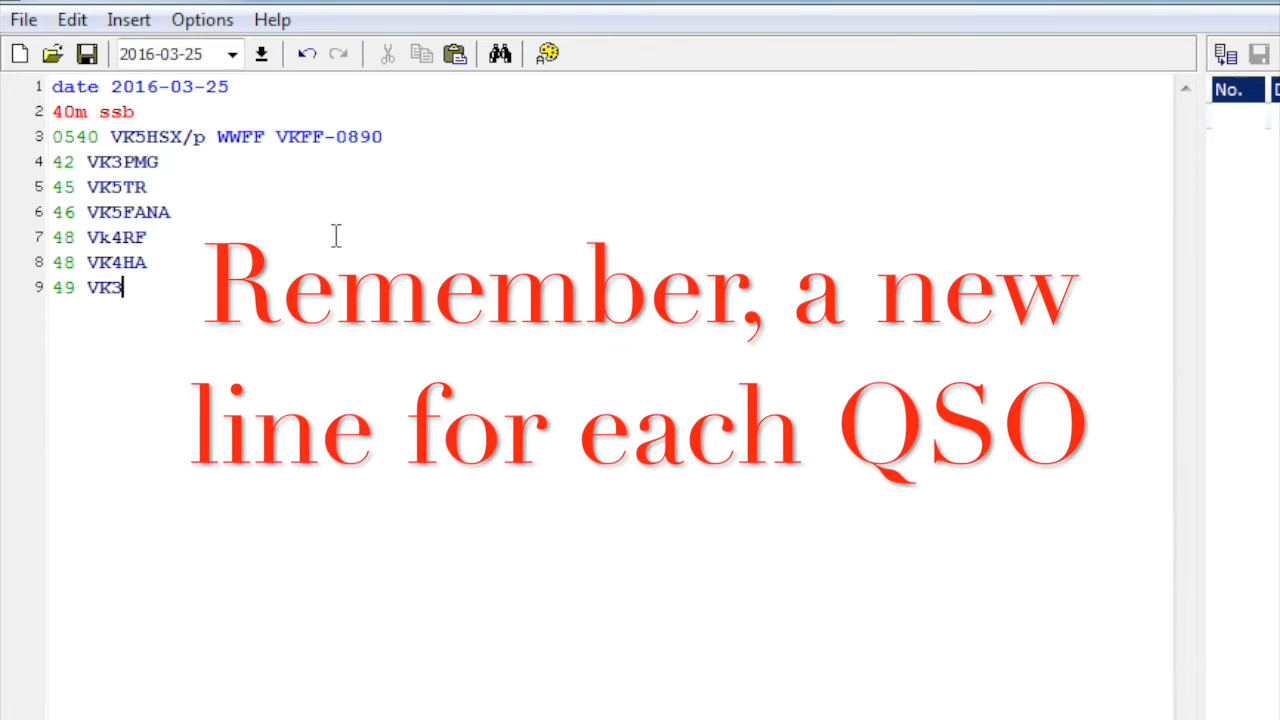 File Edit Insert Options Help
2016-03-25
1 date 2016-03-25
2 40m ssb
3 0540 VK5HSX/p WWFF VKFF-0890
4 42 VK3PMG
5 45 VK5TR
6 46 VK5FANA
7 48 Vk4RF
8 48 VK4HA
9 49 VK3
No.
Remember, a new
line for each QSO